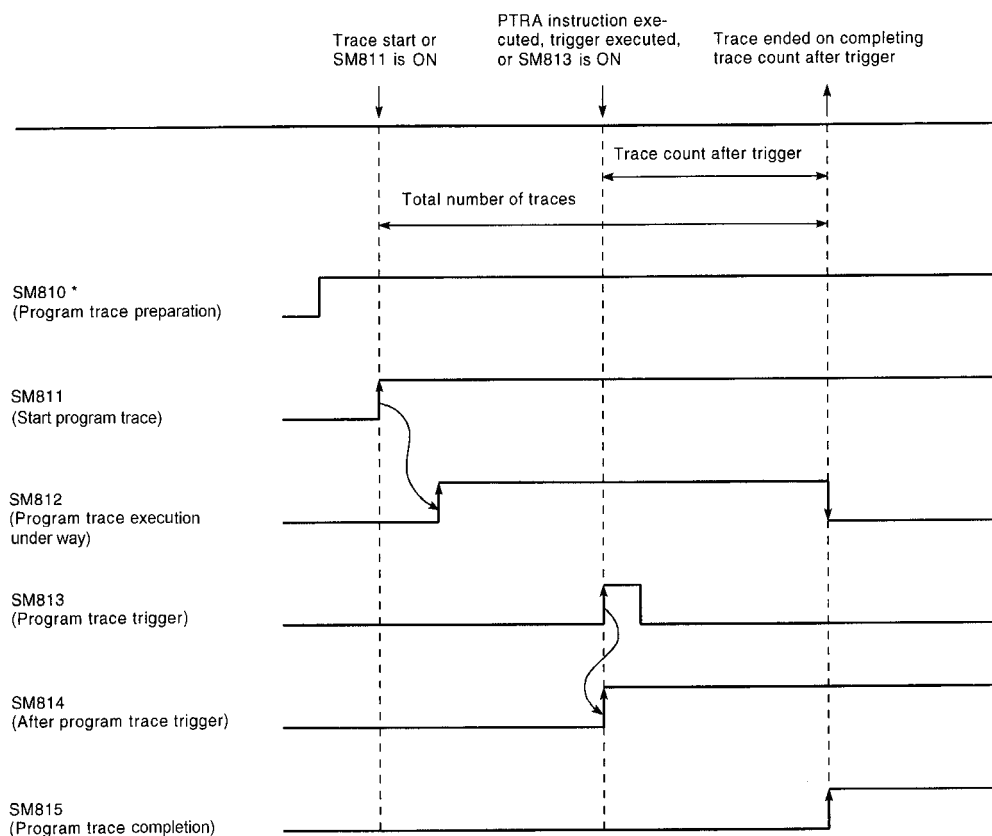 Trace start or
SM811 is ON
PTRA instruction exe-
cuted, trigger executed,
or SM813 is ON
Trace ended on completing
trace count after trigger
Trace count after trigger
Total number of traces
SM810 *
(Program trace preparation)
SM811
(Start program trace)
SM812
(Program trace execution
under way)
SM813
(Program trace trigger)
SM814
(After program trace trigger)
SM815
(Program trace completion)